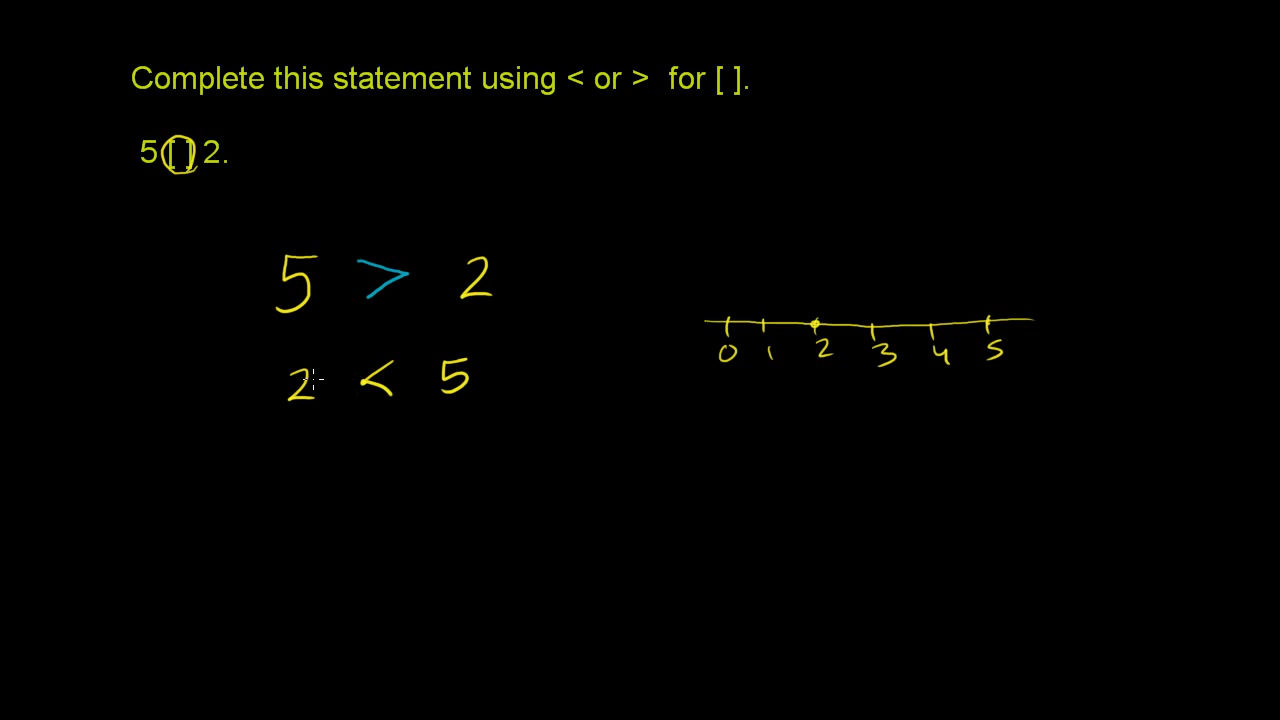 Complete this statement using < or > for [ ].
5 [ ] 2.
5 > 2
2 < 5
0 1 2 3 4 5